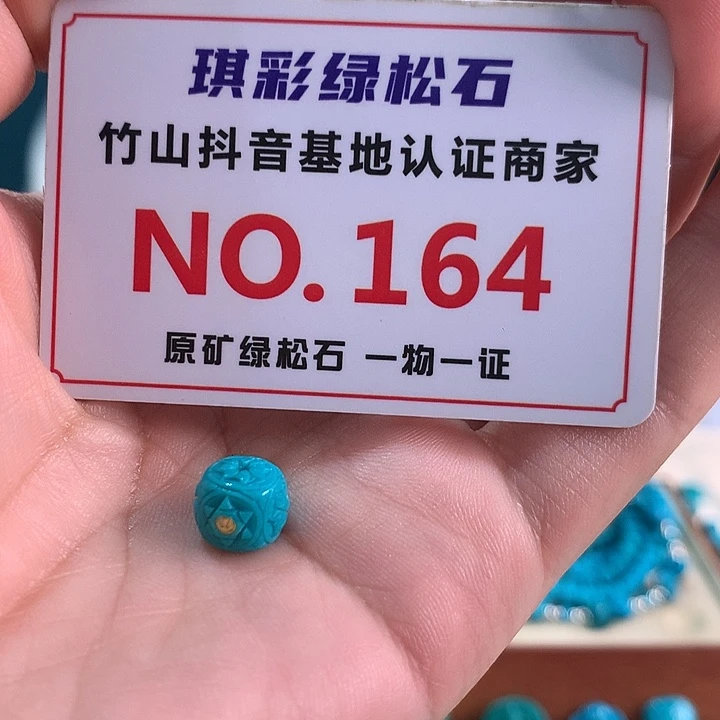 琪彩绿松石
竹山抖音基地认证商家
NO.164
原矿绿松石 一物一证